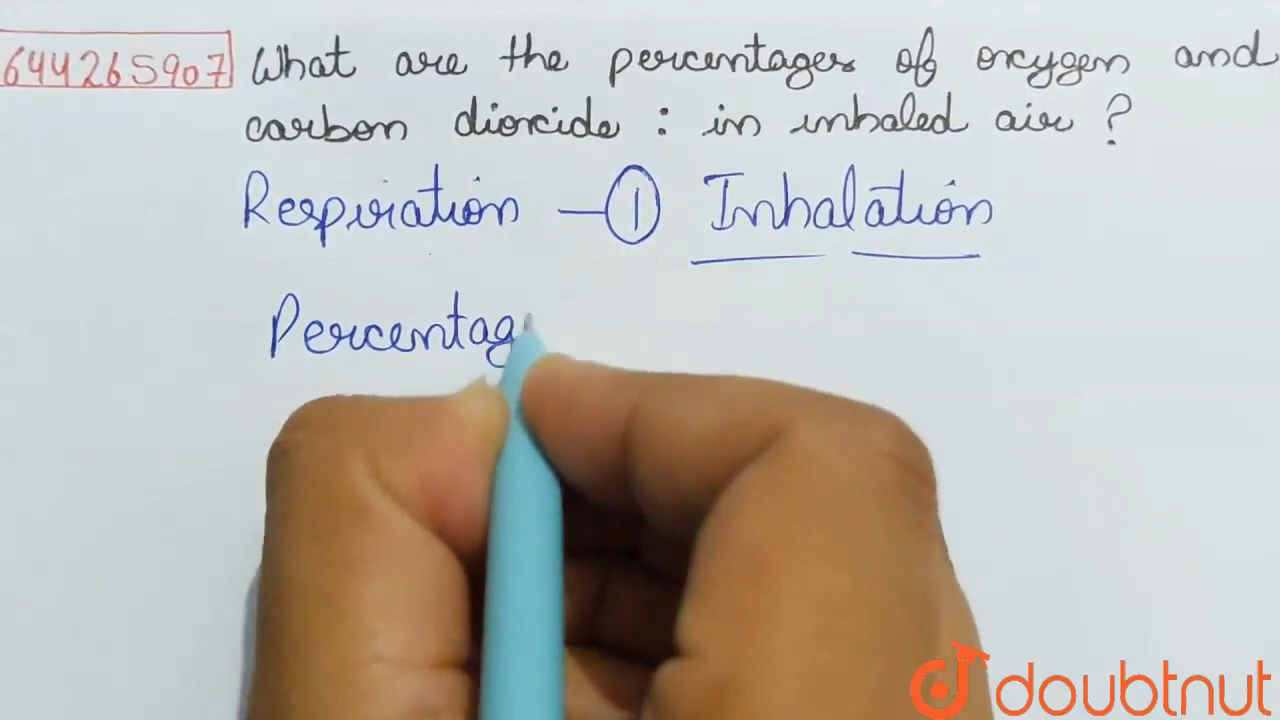 644265907 What are the percentages of oxygen and
carbon dioxide : in inhaled air ?
Respiration - ① Inhalation
Percentag
doubtnut